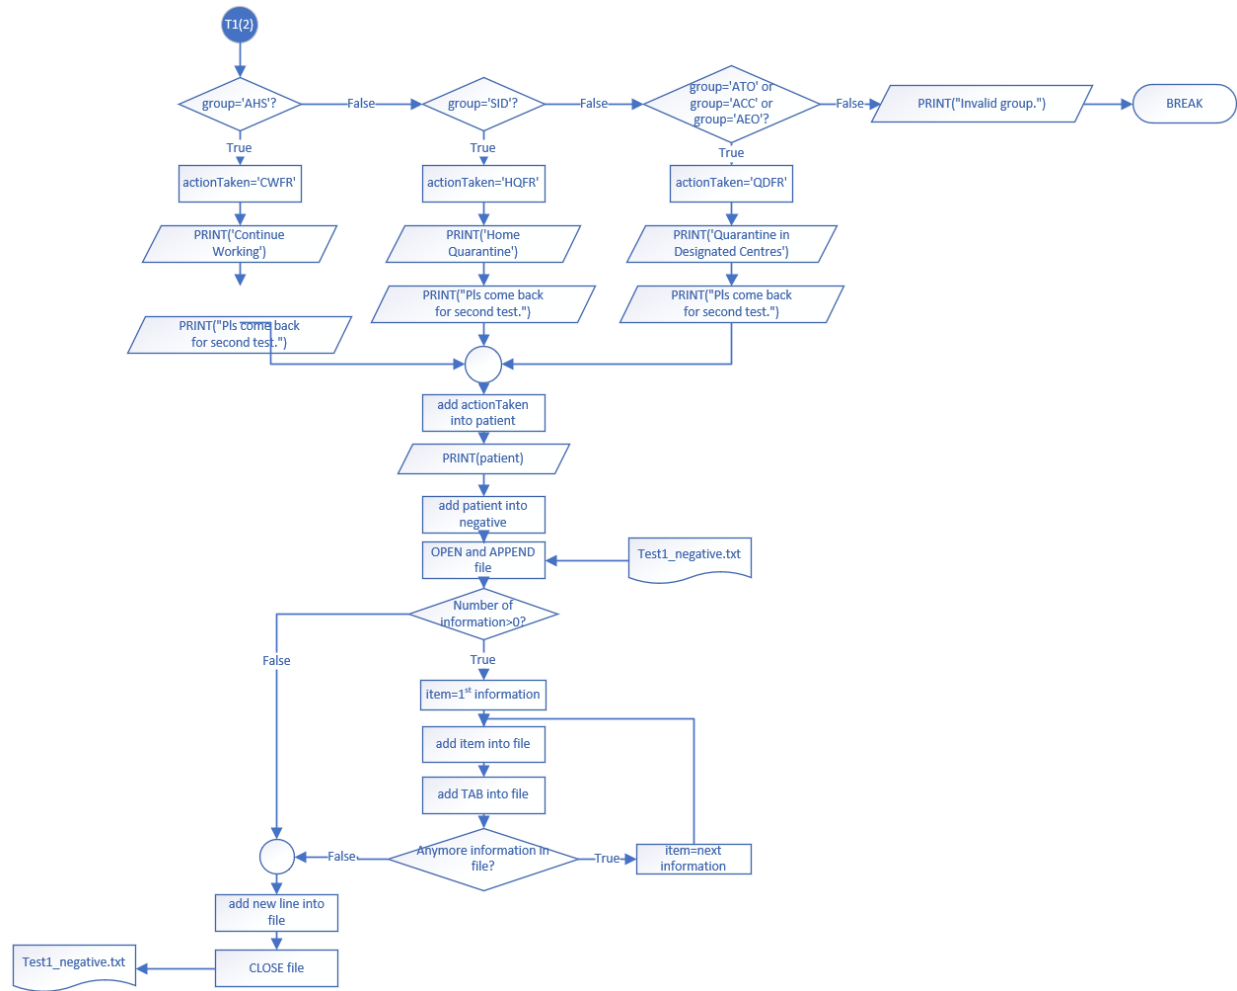 T1(2)
group='AHS'?
False
group='SID'?
False
group='ATO' or
group='ACC' or
group='AEO'?
False
PRINT("Invalid group.")
BREAK
True
True
True
actionTaken='CWFR'
actionTaken='HQFR'
actionTaken='QDFR'
PRINT('Continue
Working')
PRINT('Home
Quarantine')
PRINT('Quarantine in
Designated Centres')
PRINT("Pls come back
for second test.")
PRINT("Pls come back
for second test.")
PRINT("Pls come back
for second test.")
add actionTaken
into patient
PRINT(patient)
add patient into
negative
OPEN and APPEND
file
Test1_negative.txt
Number of
information>0?
False
True
item=1st information
add item into file
add TAB into file
Anymore information in
file?
False
True
item=next
information
add new line into
file
CLOSE file
Test1_negative.txt